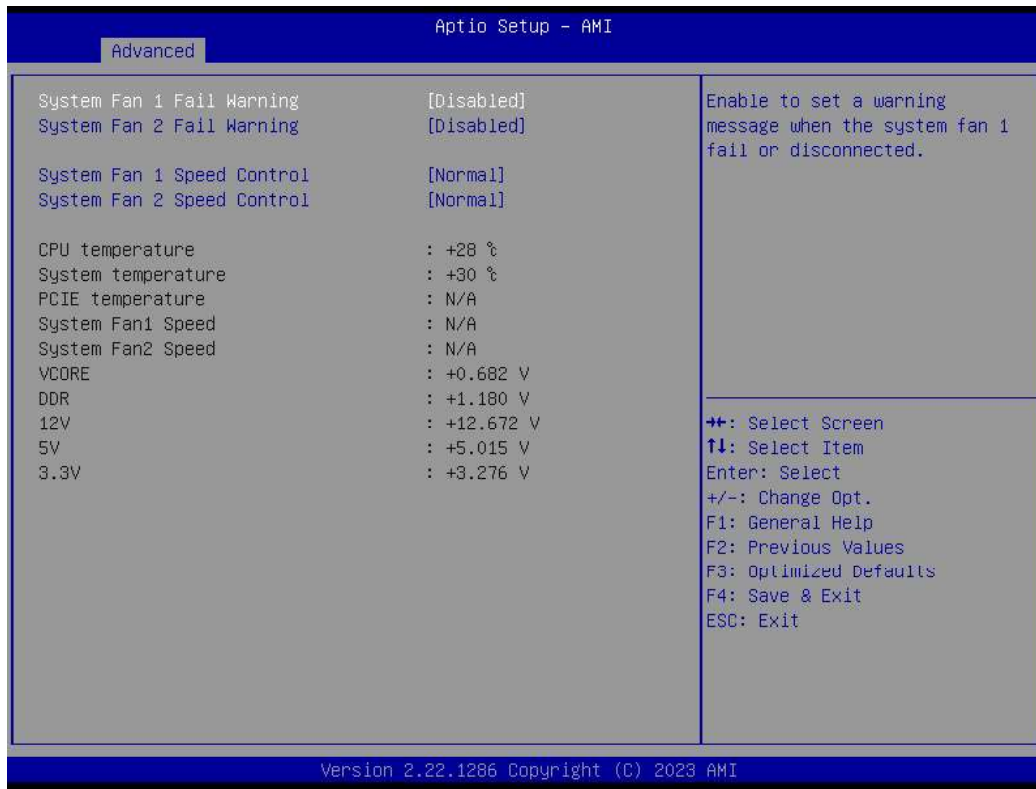 Aptio Setup – AMI
Advanced
System Fan 1 Fail Warning [Disabled]
System Fan 2 Fail Warning [Disabled]
System Fan 1 Speed Control [Normal]
System Fan 2 Speed Control [Normal]
CPU temperature : +28 ℃
System temperature : +30 ℃
PCIE temperature : N/A
System Fan1 Speed : N/A
System Fan2 Speed : N/A
VCORE : +0.682 V
DDR : +1.180 V
12V : +12.672 V
5V : +5.015 V
3.3V : +3.276 V
Enable to set a warning
message when the system fan 1
fail or disconnected.
→←: Select Screen
↑↓: Select Item
Enter: Select
+/-: Change Opt.
F1: General Help
F2: Previous Values
F3: Optimized Defaults
F4: Save & Exit
ESC: Exit
Version 2.22.1286 Copyright (C) 2023 AMI